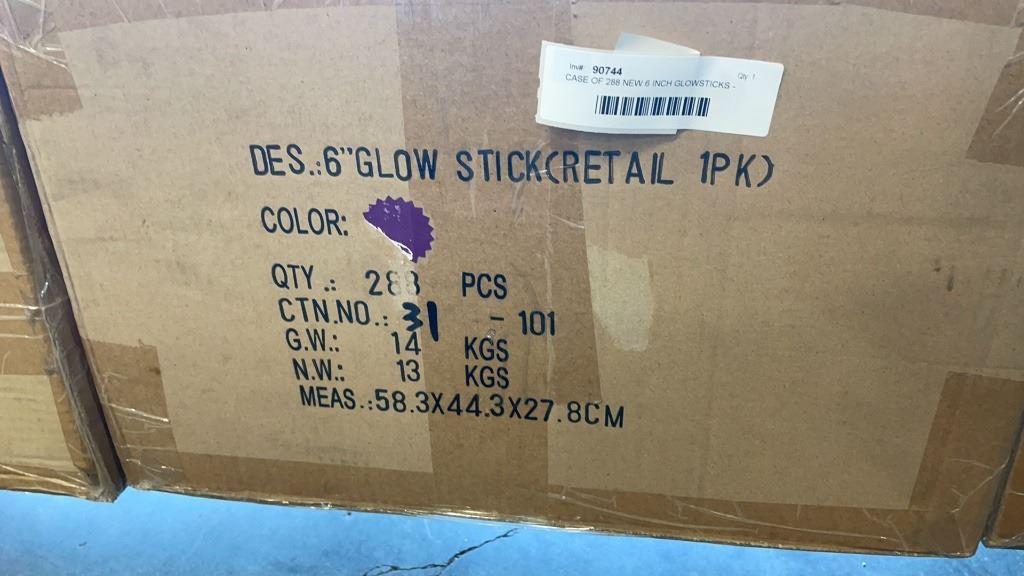 Inv#: 90744 Qty: 1
CASE OF 288 NEW 6 INCH GLOWSTICKS -
DES.:6"GLOW STICK(RETAIL 1PK)
COLOR:
QTY.: 288 PCS
CTN.NO.: 31 - 101
G.W.: 14 KGS
N.W.: 13 KGS
MEAS.:58.3X44.3X27.8CM